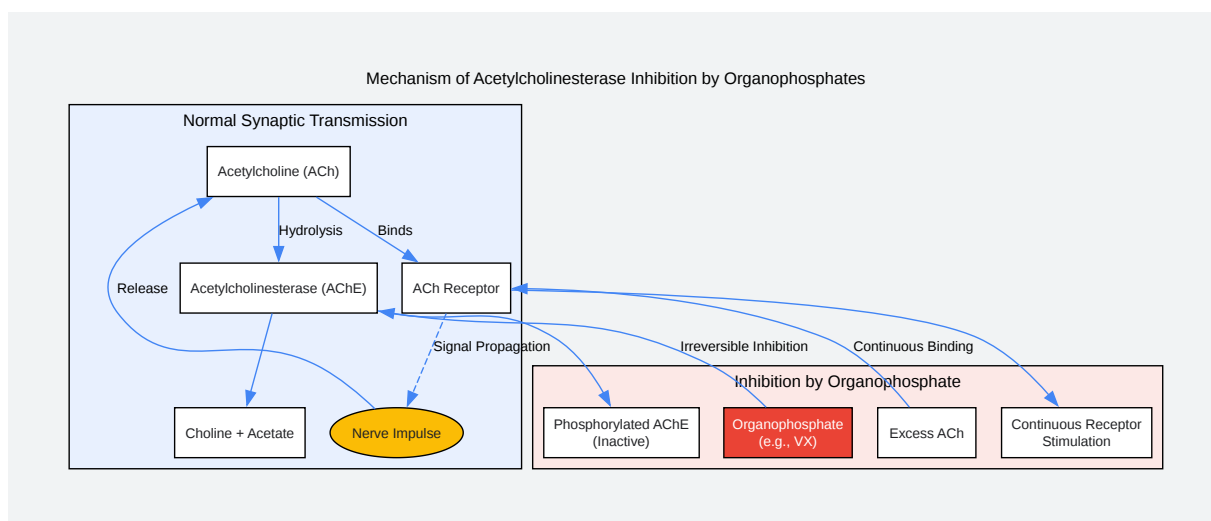 Mechanism of Acetylcholinesterase Inhibition by Organophosphates
Normal Synaptic Transmission
Acetylcholine (ACh)
Hydrolysis
Binds
Release
Acetylcholinesterase (AChE)
ACh Receptor
Signal Propagation
Irreversible Inhibition
Continuous Binding
Choline + Acetate
Nerve Impulse
Inhibition by Organophosphate
Phosphorylated AChE
(Inactive)
Organophosphate
(e.g., VX)
Excess ACh
Continuous Receptor
Stimulation